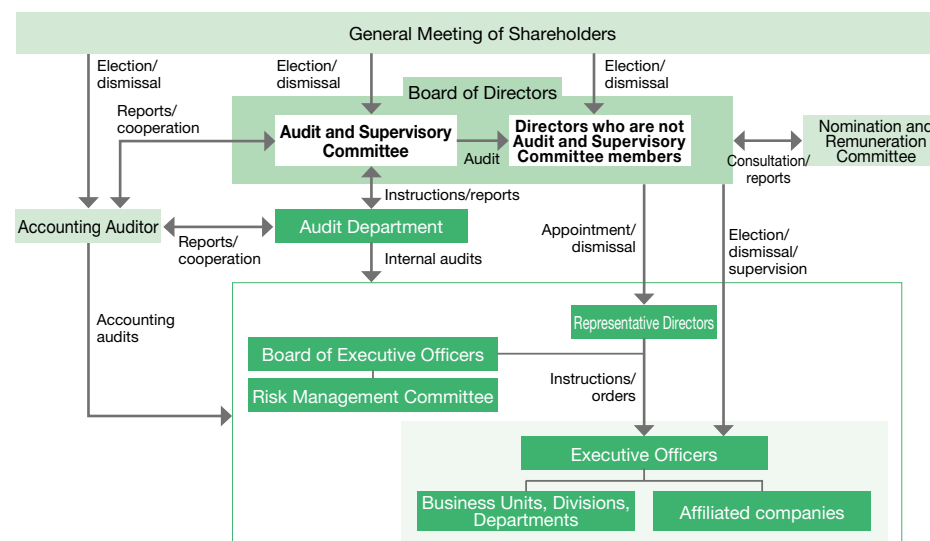 General Meeting of Shareholders
Election/
dismissal
Election/
dismissal
Election/
dismissal
Board of Directors
Reports/
cooperation
Audit and Supervisory
Committee
Audit
Directors who are not
Audit and Supervisory
Committee members
Consultation/
reports
Nomination and
Remuneration
Committee
Instructions/reports
Accounting Auditor
Reports/
cooperation
Audit Department
Internal audits
Appointment/
dismissal
Election/
dismissal/
supervision
Accounting
audits
Representative Directors
Board of Executive Officers
Risk Management Committee
Instructions/
orders
Executive Officers
Business Units, Divisions,
Departments
Affiliated companies